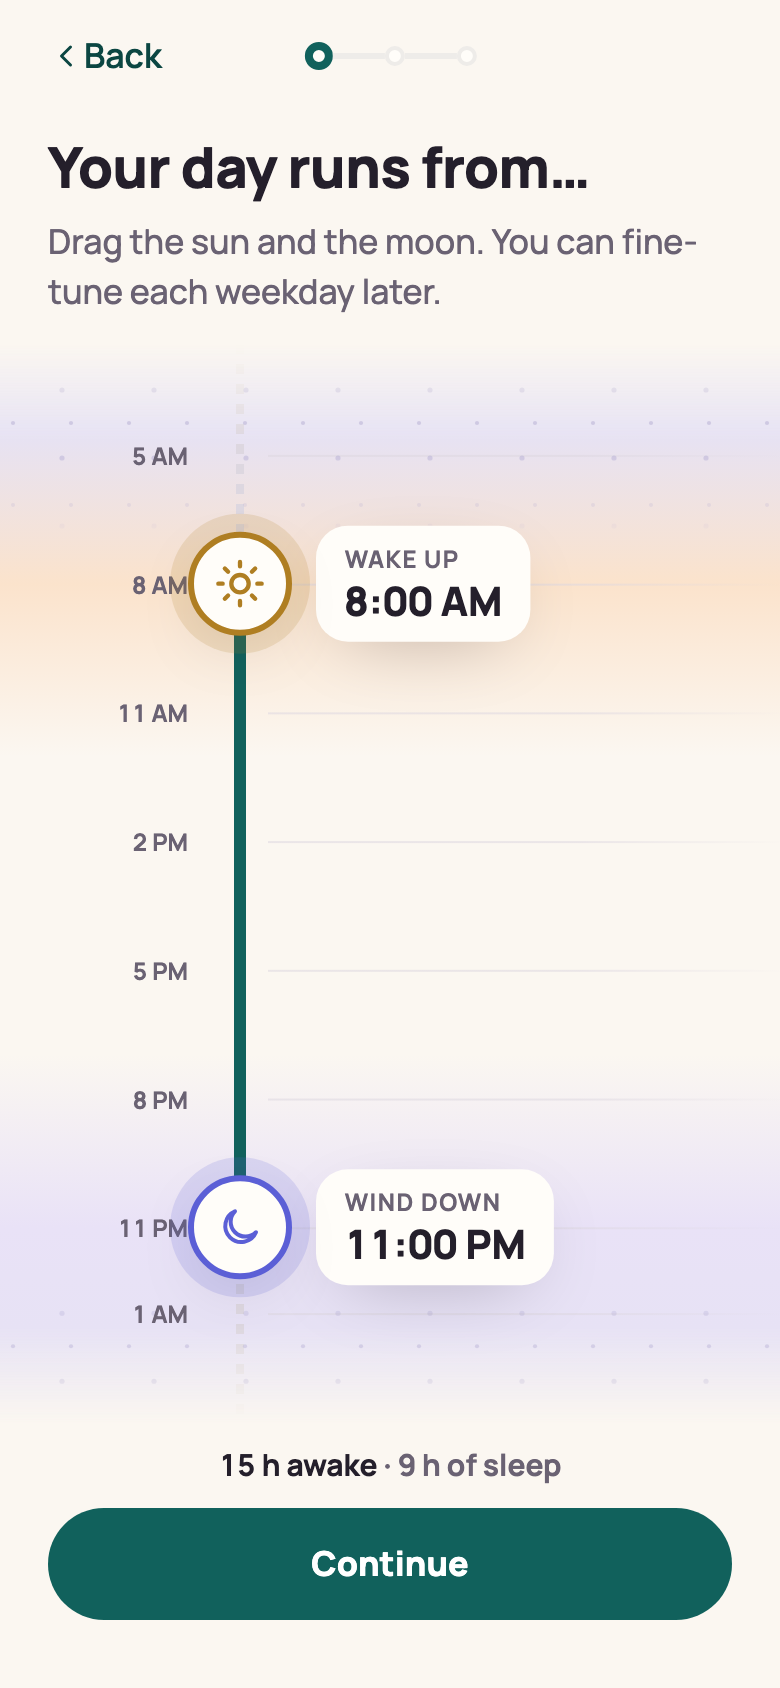 Back
Your day runs from...
Drag the sun and the moon. You can fine-
tune each weekday later.
5 AM
WAKE UP
8 AM
8:00 AM
11 AM
2 PM
5 PM
8 PM
WIND DOWN
11 PM
11:00 PM
1 AM
15 h awake · 9 h of sleep
Continue